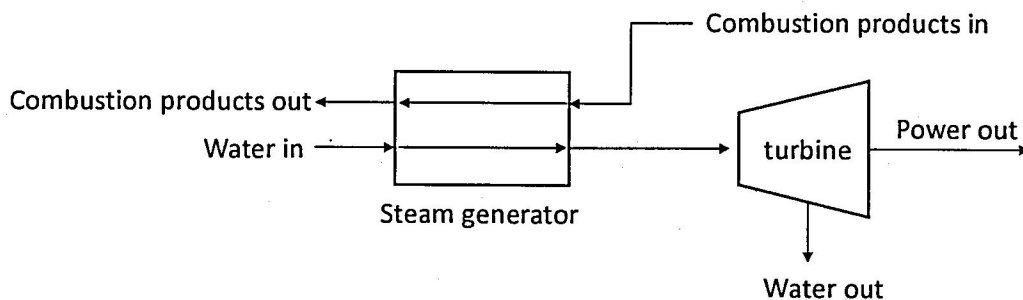 Combustion products in
Combustion products out
Water in
turbine
Power out
Steam generator
Water out